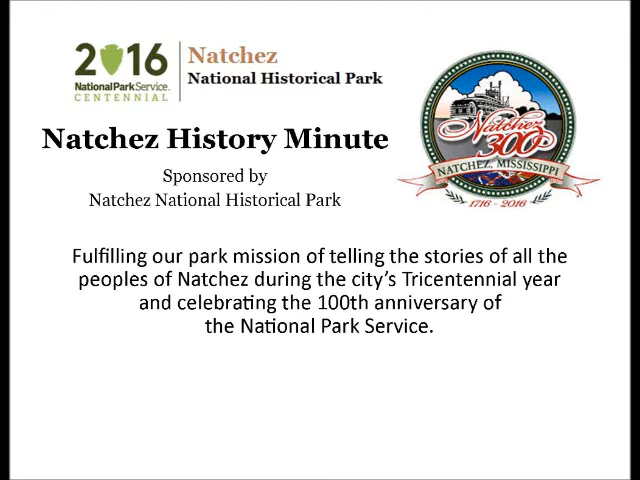 2016
National Park Service
CENTENNIAL
Natchez
National Historical Park
Natchez History Minute
Sponsored by
Natchez National Historical Park
Natchez
300
NATCHEZ, MISSISSIPPI
1716 - 2016
Fulfilling our park mission of telling the stories of all the
peoples of Natchez during the city’s Tricentennial year
and celebrating the 100th anniversary of
the National Park Service.